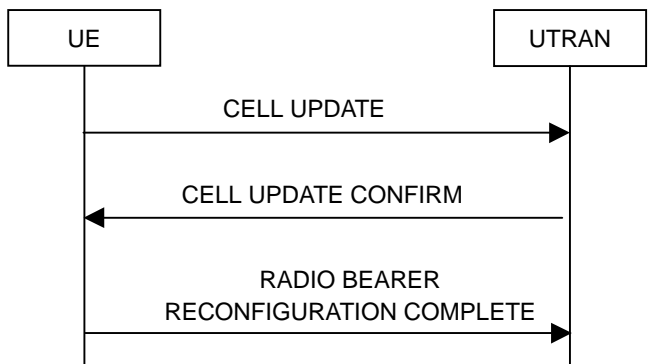 UE
UTRAN
CELL UPDATE
CELL UPDATE CONFIRM
RADIO BEARER
RECONFIGURATION COMPLETE